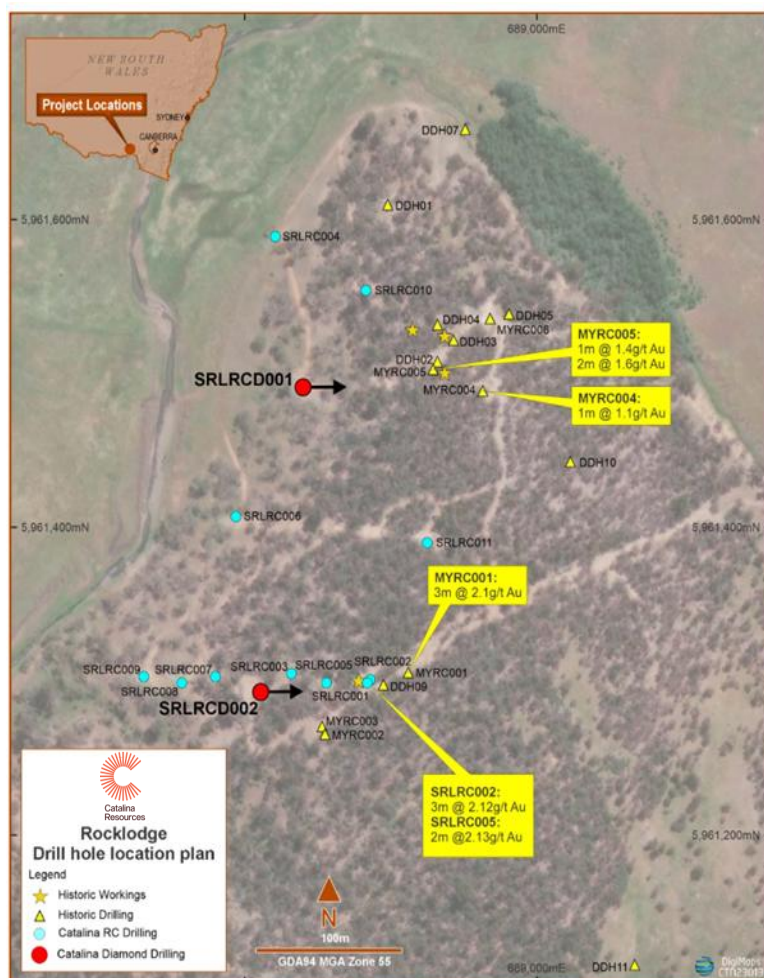 689,000mE
NEW SOUTH
WALES
Project Locations
SYDNEY
CANBERRA
DDH07
5,961,600mN
5,961,600mN
DDH01
SRLRC004
SRLRC010
DDH04
DDH05
MYRC006
DDH03
MYRC005:
1m @ 1.4g/t Au
2m @ 1.6g/t Au
DDH02
MYRC005
SRLRCD001
MYRC004
MYRC004:
1m @ 1.1g/t Au
DDH10
SRLRC006
5,961,400mN
5,961,400mN
SRLRC011
MYRC001:
3m @ 2.1g/t Au
SRLRC009
SRLRC007
SRLRC003
SRLRC005
SRLRC002
MYRC001
SRLRC008
SRLRC001
DDH09
SRLRCD002
MYRC003
MYRC002
SRLRC002:
3m @ 2.12g/t Au
SRLRC005:
2m @2.13g/t Au
Catalina
Resources
Rocklodge
Drill hole location plan
Legend
Historic Workings
Historic Drilling
Catalina RC Drilling
Catalina Diamond Drilling
5,961,200mN
N
100m
GDA94 MGA Zone 55
689,000mE
DDH11
DigiMaps